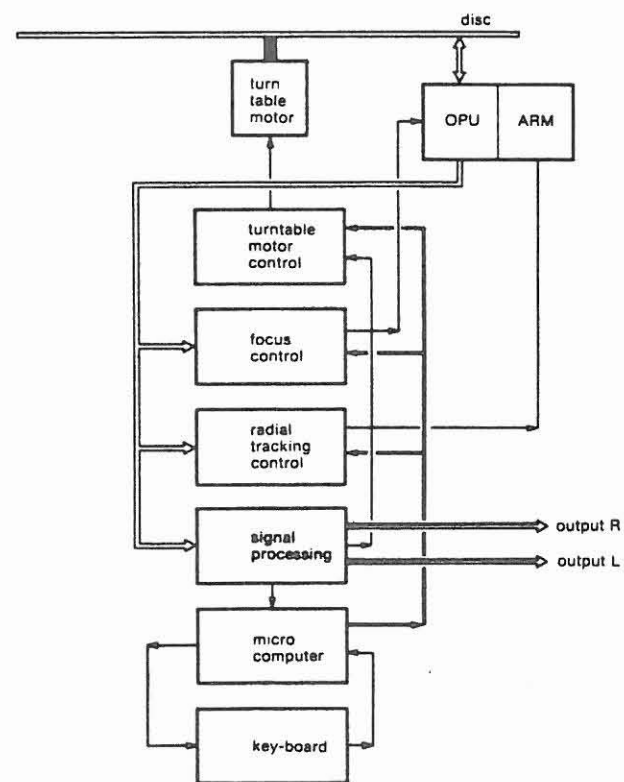 disc
turn
table
motor
OPU ARM
turntable
motor
control
focus
control
radial
tracking
control
signal
processing
output R
output L
micro
computer
key-board